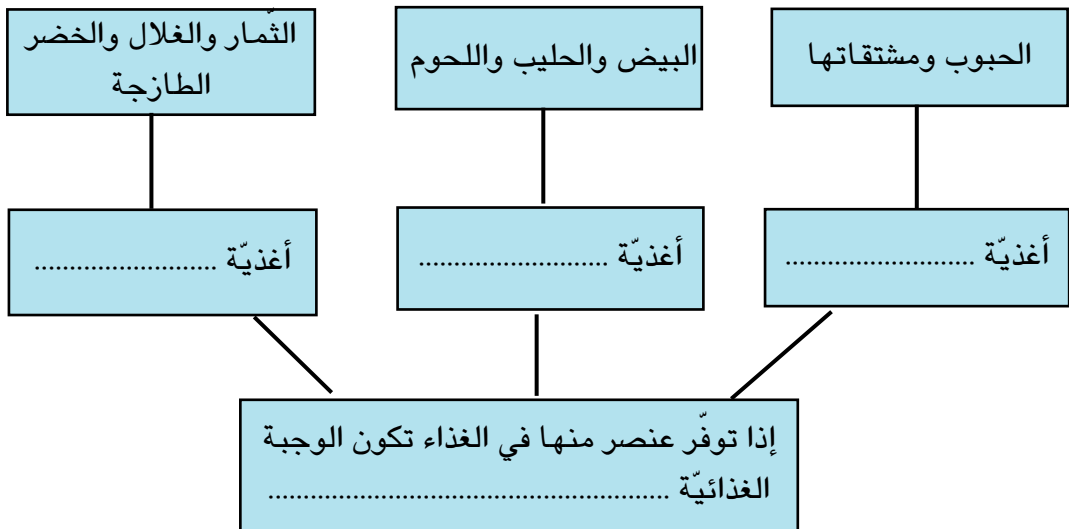 الحبوب ومشتقاتها
البيض والحليب واللحوم
الثّمار والغلال والخضر
الطازجة
أغذيّة .........................
أغذيّة .........................
أغذيّة .........................
إذا توفّر عنصر منها في الغذاء تكون الوجبة
الغذائيّة .........................................................